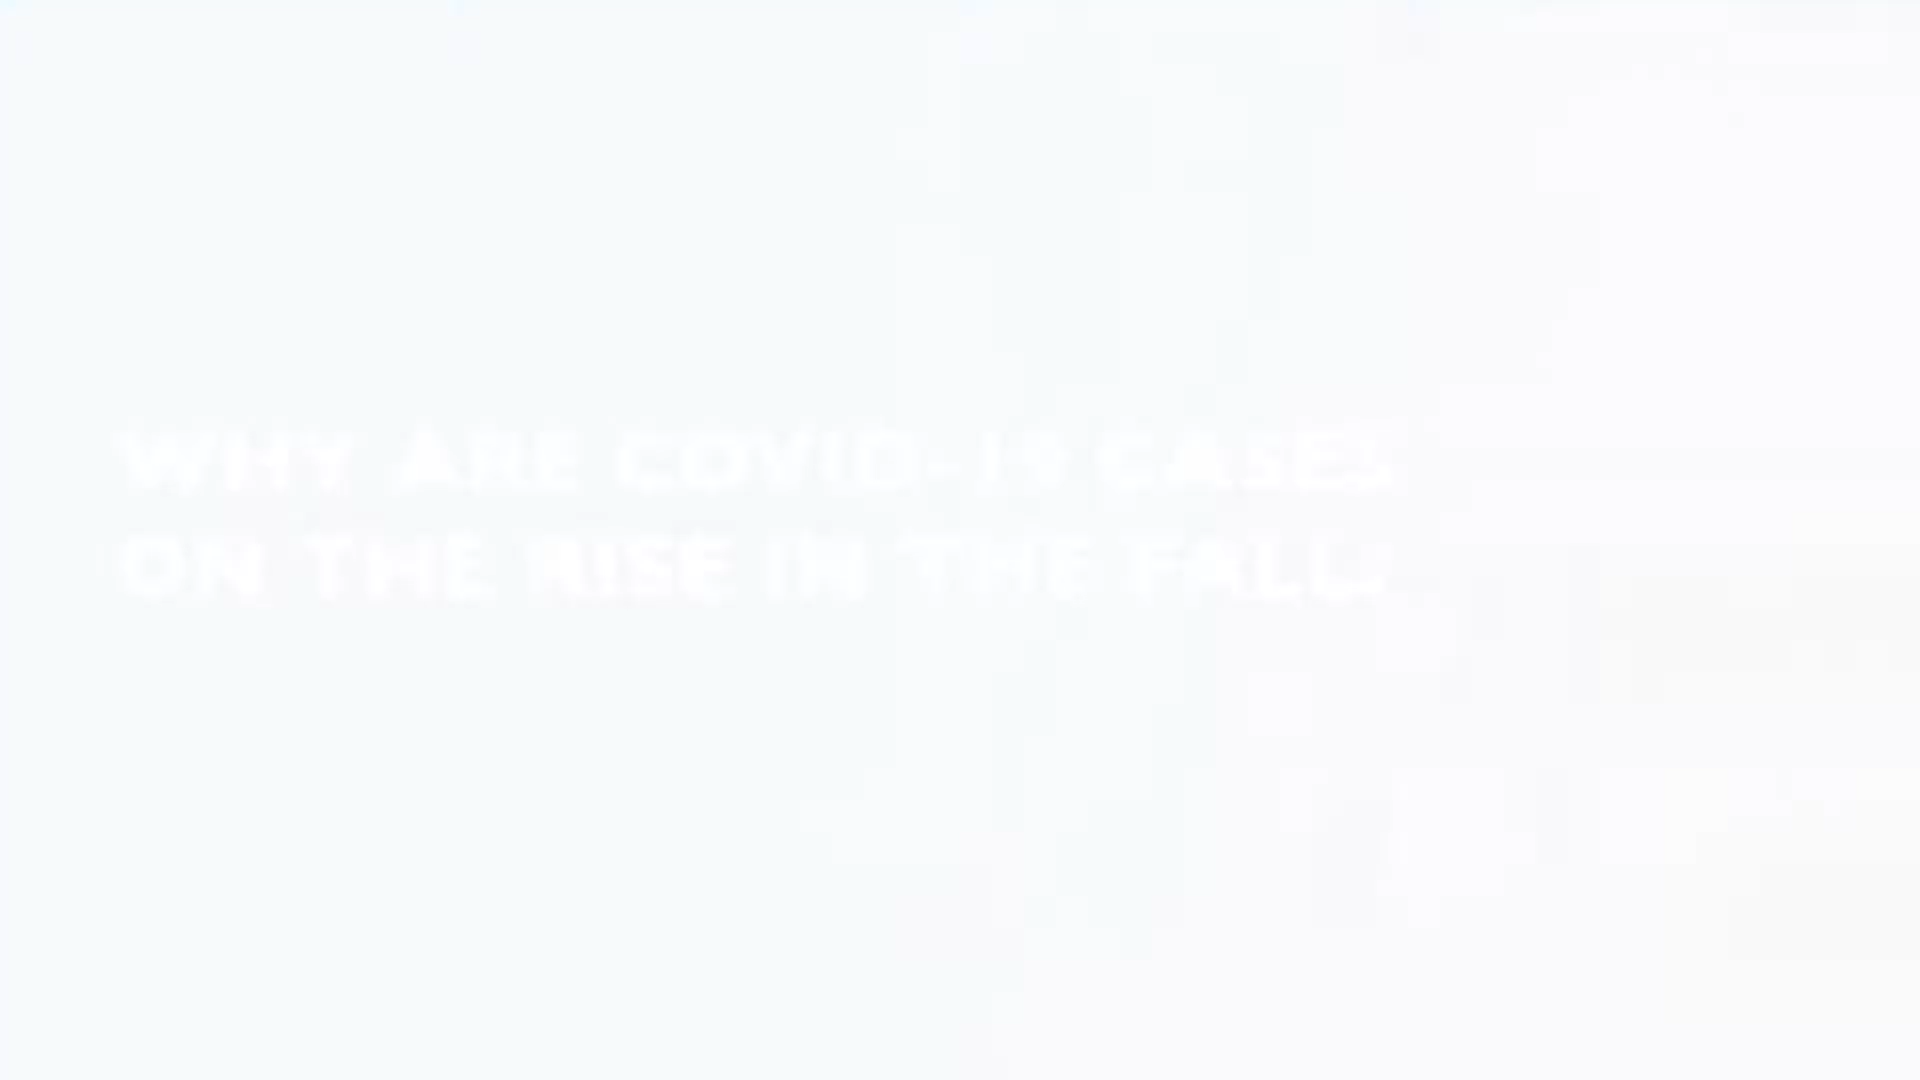 WHY ARE COVID-19 CASES
ON THE RISE IN THE FALL?